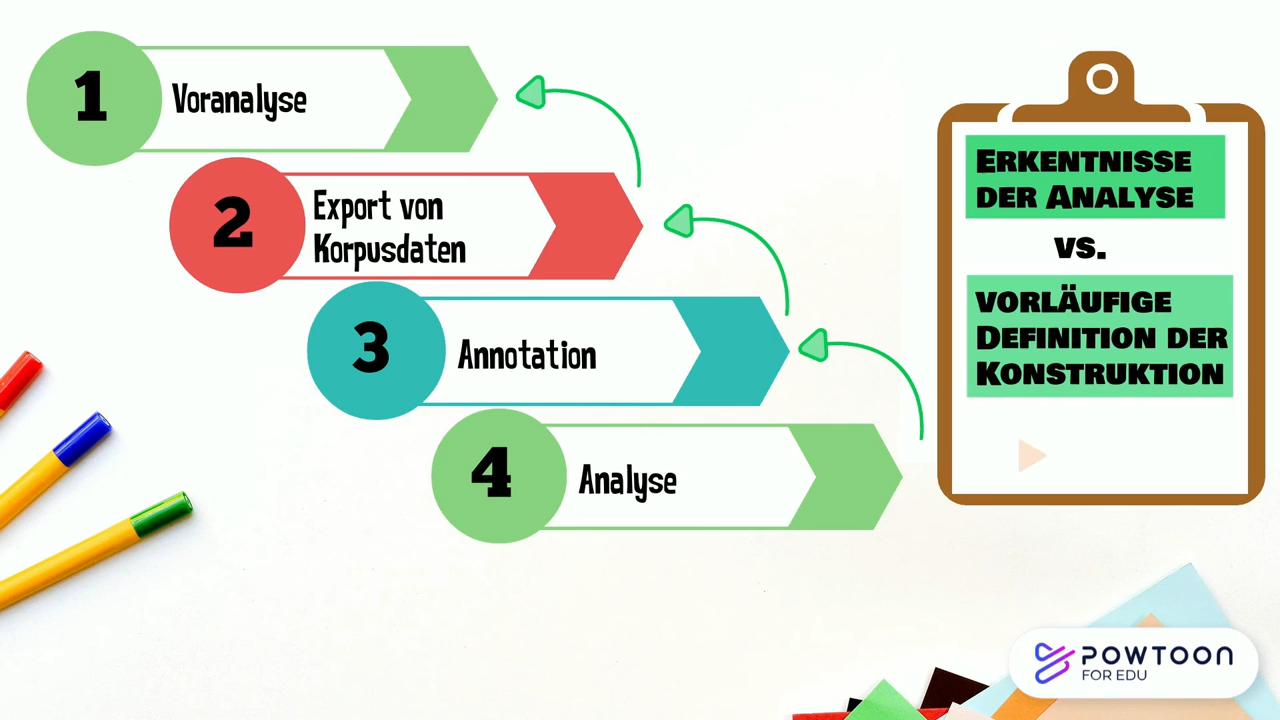 1
Voranalyse
2
Export von
Korpusdaten
3
Annotation
4
Analyse
ERKENTNISSE
DER ANALYSE
VS.
VORLÄUFIGE
DEFINITION DER
KONSTRUKTION
POWTOON
FOR EDU